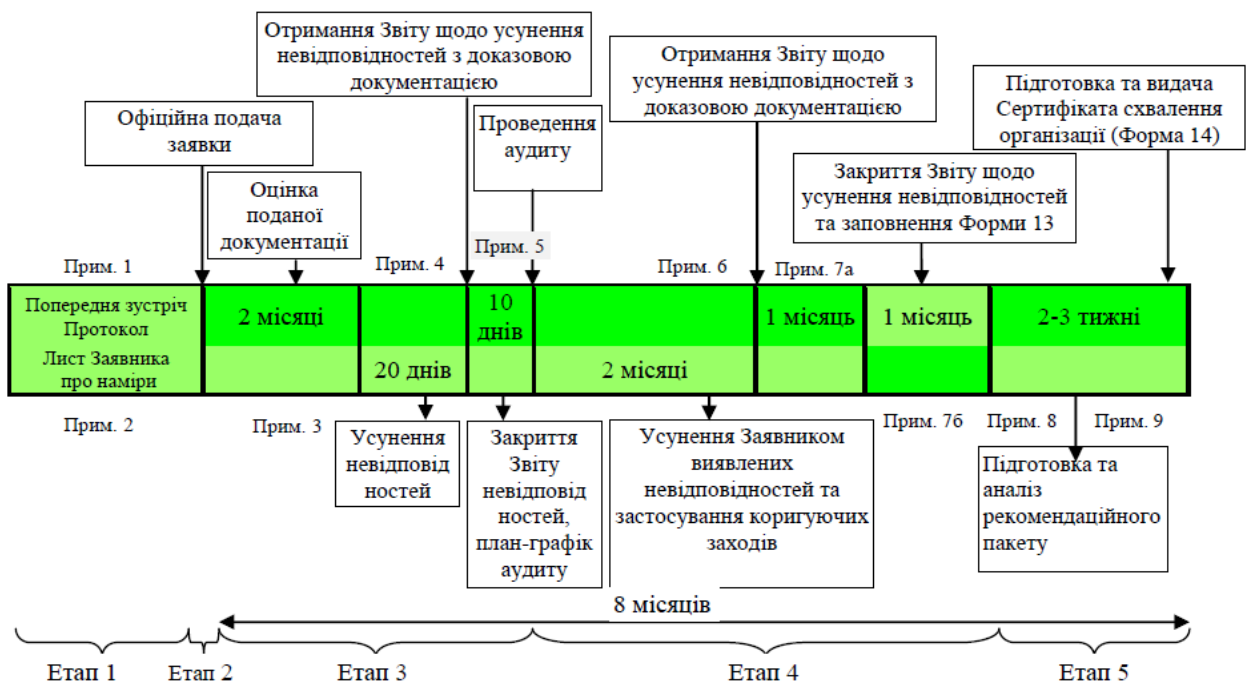 Отримання Звіту щодо усунення
невідповідностей з доказовою
документацією
Отримання Звіту щодо
усунення невідповідностей з
доказовою документацією
Підготовка та видача
Сертифіката схвалення
організації (Форма 14)
Офіційна подача
заявки
Проведення
аудиту
Оцінка
поданої
документації
Закриття Звіту щодо
усунення невідповідностей
та заповнення Форми 13
Прим. 1
Прим. 4
Прим. 5
Прим. 6
Прим. 7а
Попередня зустріч
Протокол
2 місяці
10
днів
1 місяць
1 місяць
2-3 тижні
Лист Заявника
про наміри
20 днів
2 місяці
Прим. 2
Прим. 3
Прим. 7б
Прим. 8
Прим. 9
Усунення
невідповід
ностей
Закриття
Звіту
невідповід
ностей,
план-графік
аудиту
Усунення Заявником
виявлених
невідповідностей та
застосування коригуючих
заходів
Підготовка та
аналіз
рекомендаційного
пакету
8 місяців
Етап 1
Етап 2
Етап 3
Етап 4
Етап 5